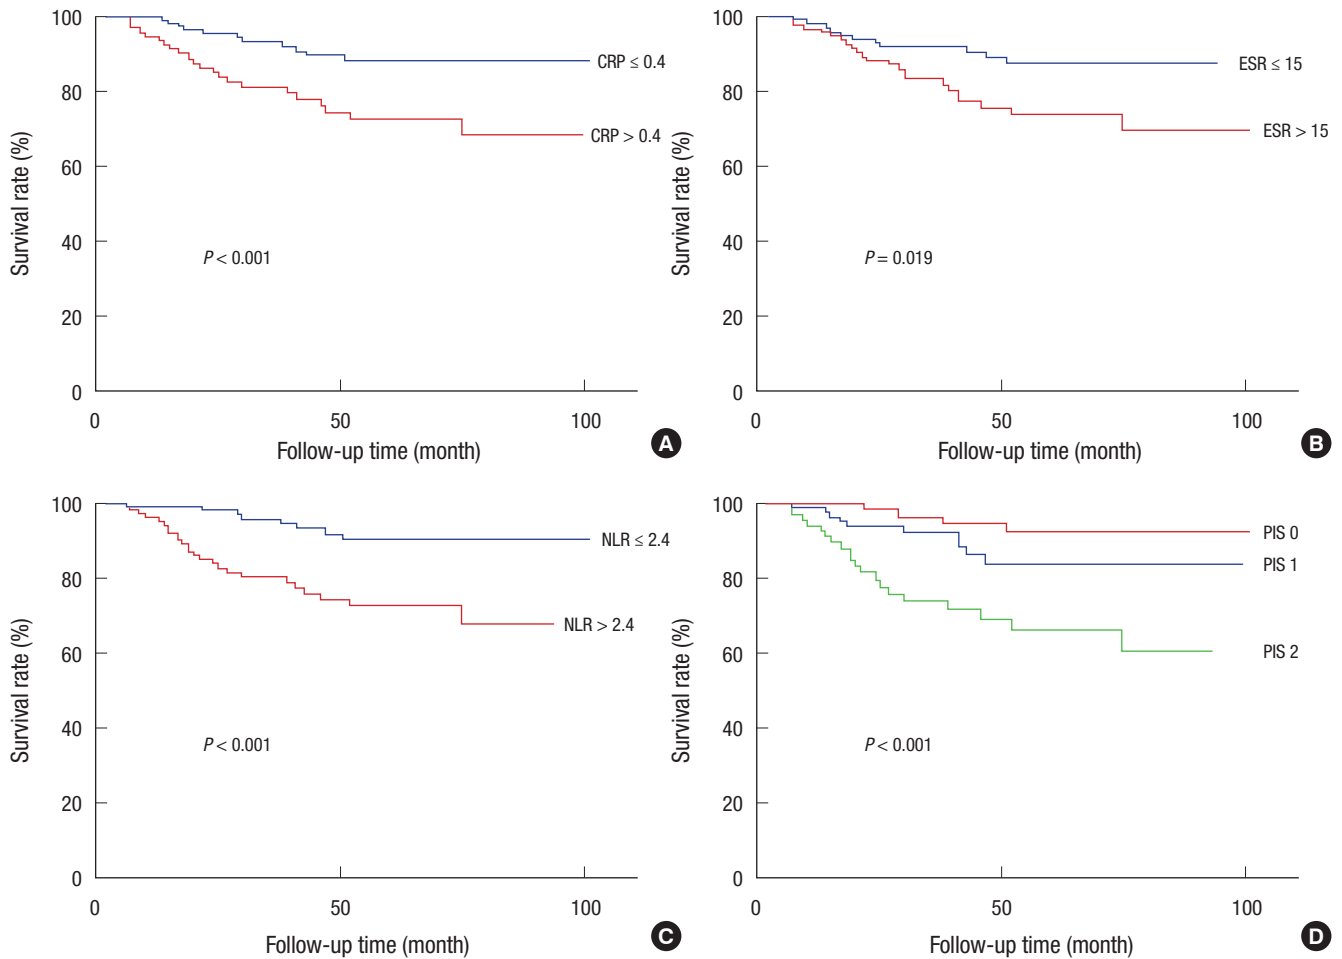 100
80
60
40
20
0
Survival rate (%)
CRP ≤ 0.4
CRP > 0.4
P < 0.001
0 50 100
Follow-up time (month)
A
100
80
60
40
20
0
Survival rate (%)
ESR ≤ 15
ESR > 15
P = 0.019
0 50 100
Follow-up time (month)
B
100
80
60
40
20
0
Survival rate (%)
NLR ≤ 2.4
NLR > 2.4
P < 0.001
0 50 100
Follow-up time (month)
C
100
80
60
40
20
0
Survival rate (%)
PIS 0
PIS 1
PIS 2
P < 0.001
0 50 100
Follow-up time (month)
D